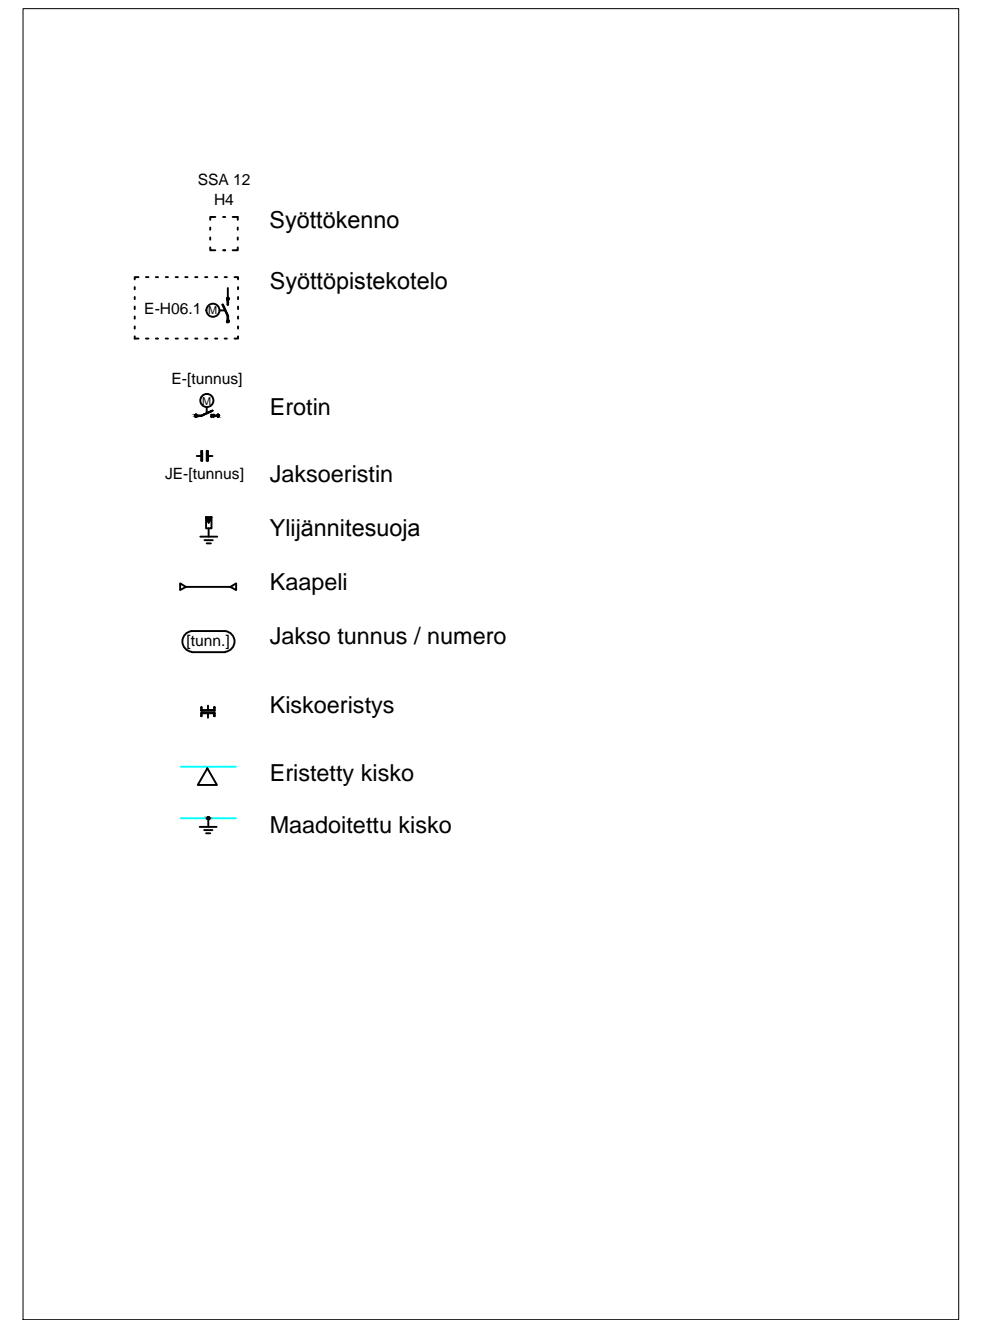 SSA 12
H4
Syöttökenno
Syöttöpistekotelo
E-H06.1 M
E-[tunnus]
M
Erotin
JE-[tunnus]
Jaksoeristin
Ylijännitesuoja
Kaapeli
[tunn.] Jakso tunnus / numero
Kiskoeristys
Eristetty kisko
Maadoitettu kisko